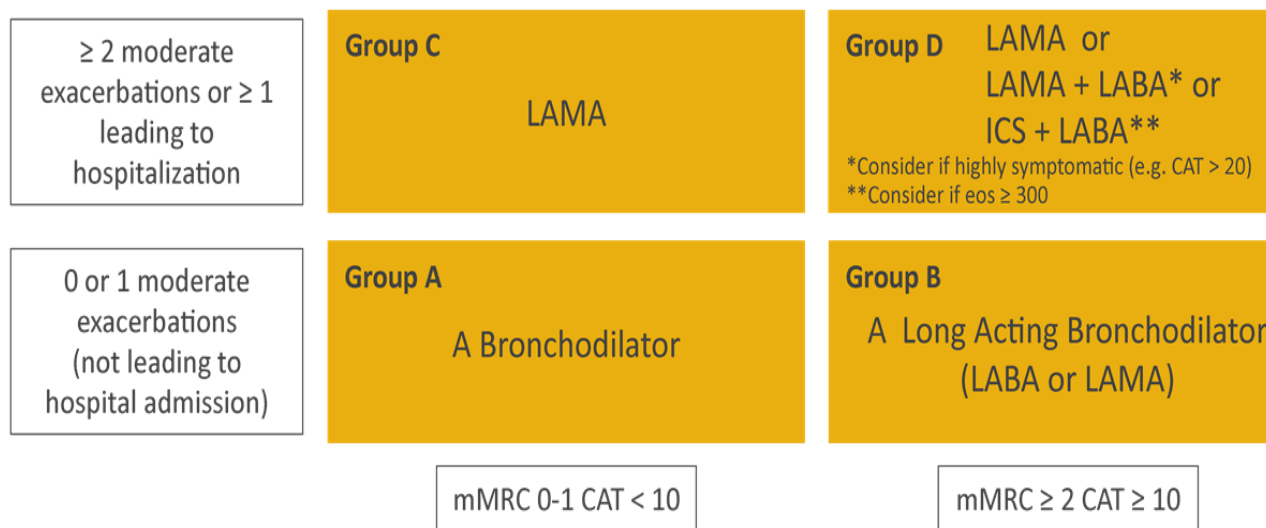 ≥ 2 moderate
exacerbations or ≥ 1
leading to
hospitalization
Group C
LAMA
Group D
LAMA or
LAMA + LABA* or
ICS + LABA**
*Consider if highly symptomatic (e.g. CAT > 20)
**Consider if eos ≥ 300
0 or 1 moderate
exacerbations
(not leading to
hospital admission)
Group A
A Bronchodilator
Group B
A Long Acting Bronchodilator
(LABA or LAMA)
mMRC 0-1 CAT < 10
mMRC ≥ 2 CAT ≥ 10